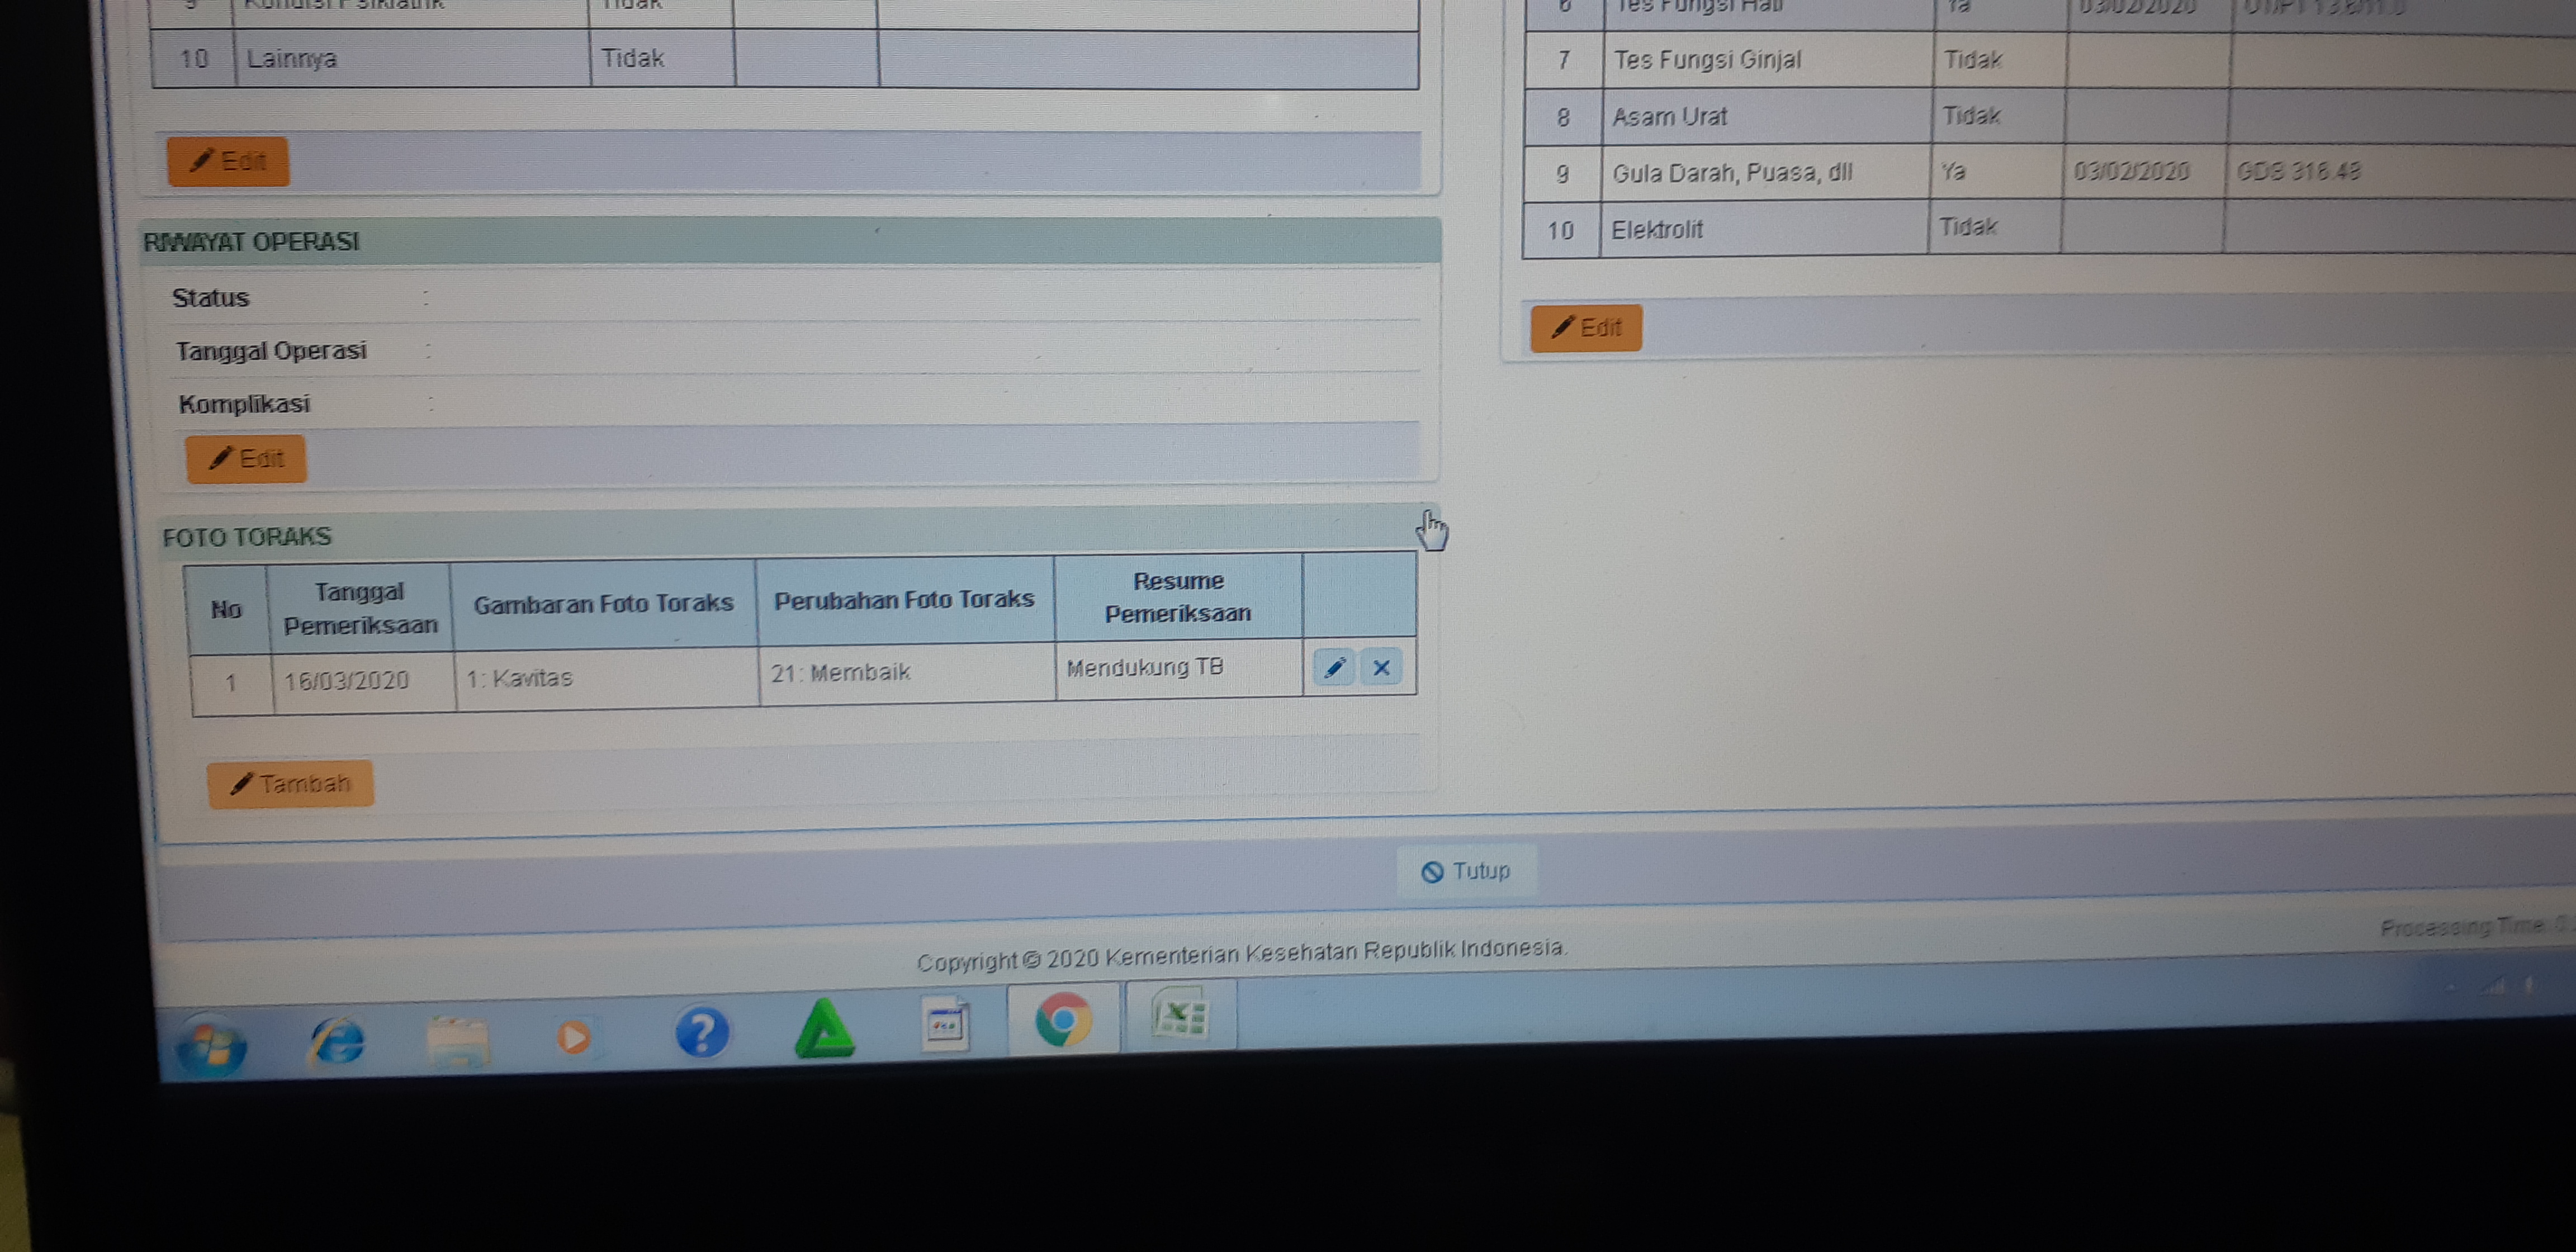 9 Kondisi Psikiatrik Tidak
10 Lainnya Tidak
Edit
RIWAYAT OPERASI
Status :
Tanggal Operasi :
Komplikasi :
Edit
FOTO TORAKS
No Tanggal Pemeriksaan Gambaran Foto Toraks Perubahan Foto Toraks Resume Pemeriksaan
1 16/03/2020 1: Kavitas 21: Membaik Mendukung TB
Tambah
6 Tes Fungsi Hati Ya 03/02/2020
7 Tes Fungsi Ginjal Tidak
8 Asam Urat Tidak
9 Gula Darah, Puasa, dll Ya 03/02/2020 GDS 318.48
10 Elektrolit Tidak
Edit
Tutup
Processing Time:
Copyright © 2020 Kementerian Kesehatan Republik Indonesia.